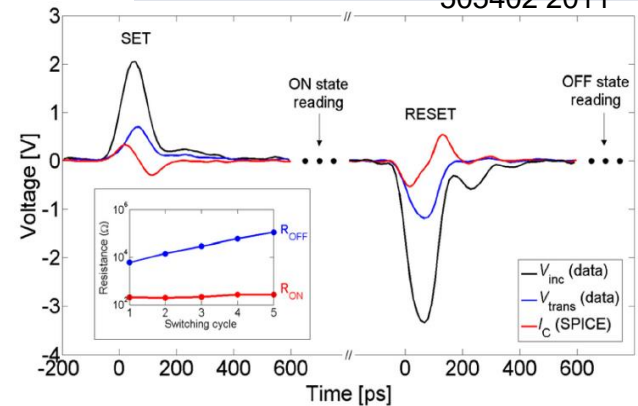 505402 2011
3
2
1
0
-1
-2
-3
-4
Voltage [V]
SET
ON state
reading
RESET
OFF state
reading
//
//
10^6
10^4
10^2
Resistance (Ω)
R_OFF
R_ON
1 2 3 4 5
Switching cycle
V_inc (data)
V_trans (data)
I_C (SPICE)
-200 0 200 400 600 0 200 400 600
Time [ps]